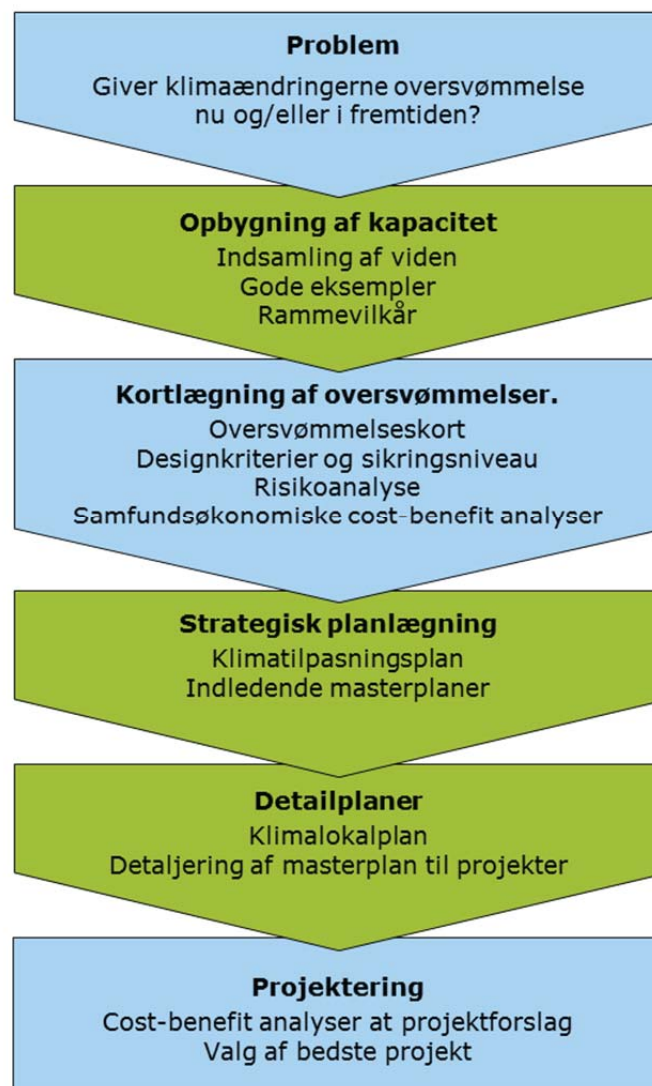 Problem
Giver klimaændringerne oversvømmelse
nu og/eller i fremtiden?
Opbygning af kapacitet
Indsamling af viden
Gode eksempler
Rammevilkår
Kortlægning af oversvømmelser.
Oversvømmelseskort
Designkriterier og sikringsniveau
Risikoanalyse
Samfundsøkonomiske cost-benefit analyser
Strategisk planlægning
Klimatilpasningsplan
Indledende masterplaner
Detailplaner
Klimalokalplan
Detaljering af masterplan til projekter
Projektering
Cost-benefit analyser at projektforslag
Valg af bedste projekt